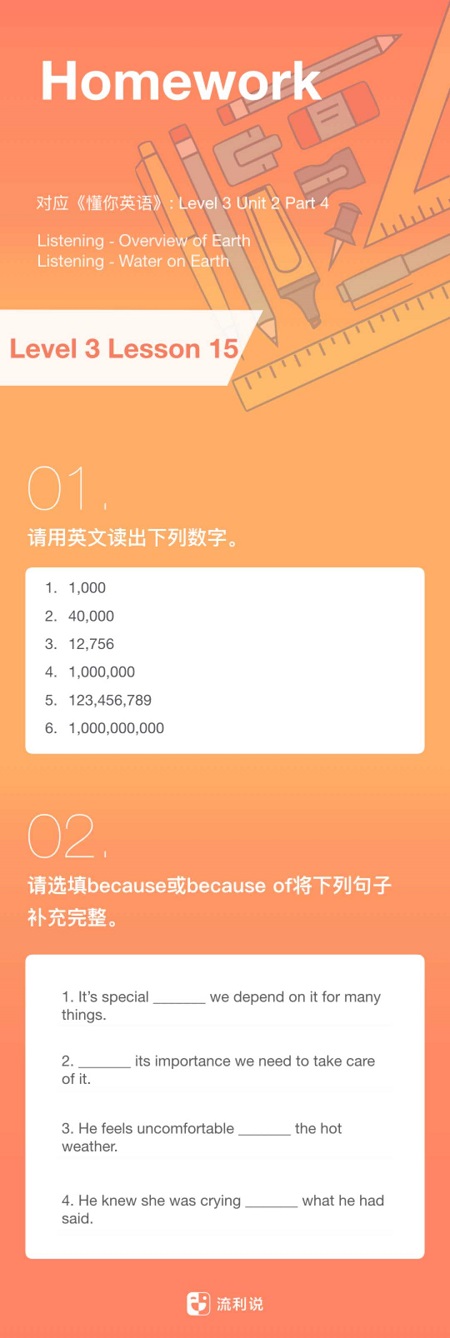 Homework
对应《懂你英语》: Level 3 Unit 2 Part 4
Listening - Overview of Earth
Listening - Water on Earth
Level 3 Lesson 15
01.
请用英文读出下列数字。
1. 1,000
2. 40,000
3. 12,756
4. 1,000,000
5. 123,456,789
6. 1,000,000,000
02.
请选填because或because of将下列句子
补充完整。
1. It’s special _______ we depend on it for many
things.
2. _______ its importance we need to take care
of it.
3. He feels uncomfortable _______ the hot
weather.
4. He knew she was crying _______ what he had
said.
流利说